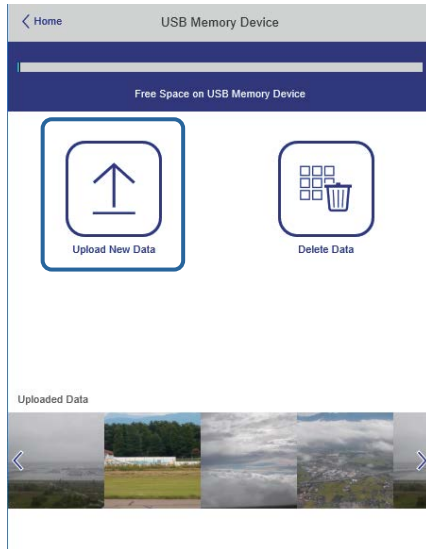 Home
USB Memory Device
Free Space on USB Memory Device
Upload New Data
Delete Data
Uploaded Data